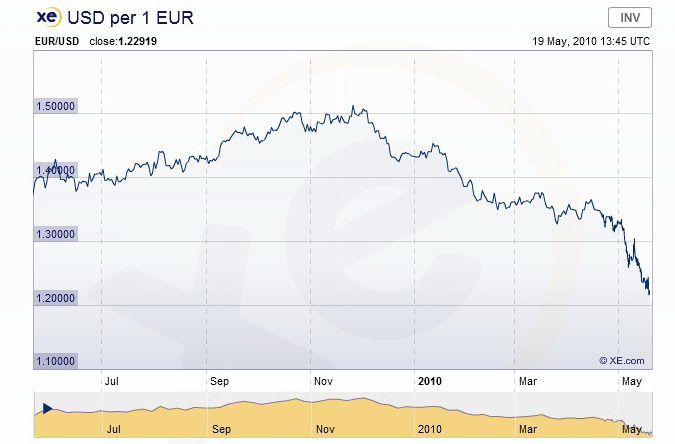 xe USD per 1 EUR
INV
EUR/USD close:1.22919
19 May, 2010 13:45 UTC
1.50000
1.40000
1.30000
1.20000
1.10000
© XE.com
Jul Sep Nov 2010 Mar May
Jul Sep Nov 2010 Mar May